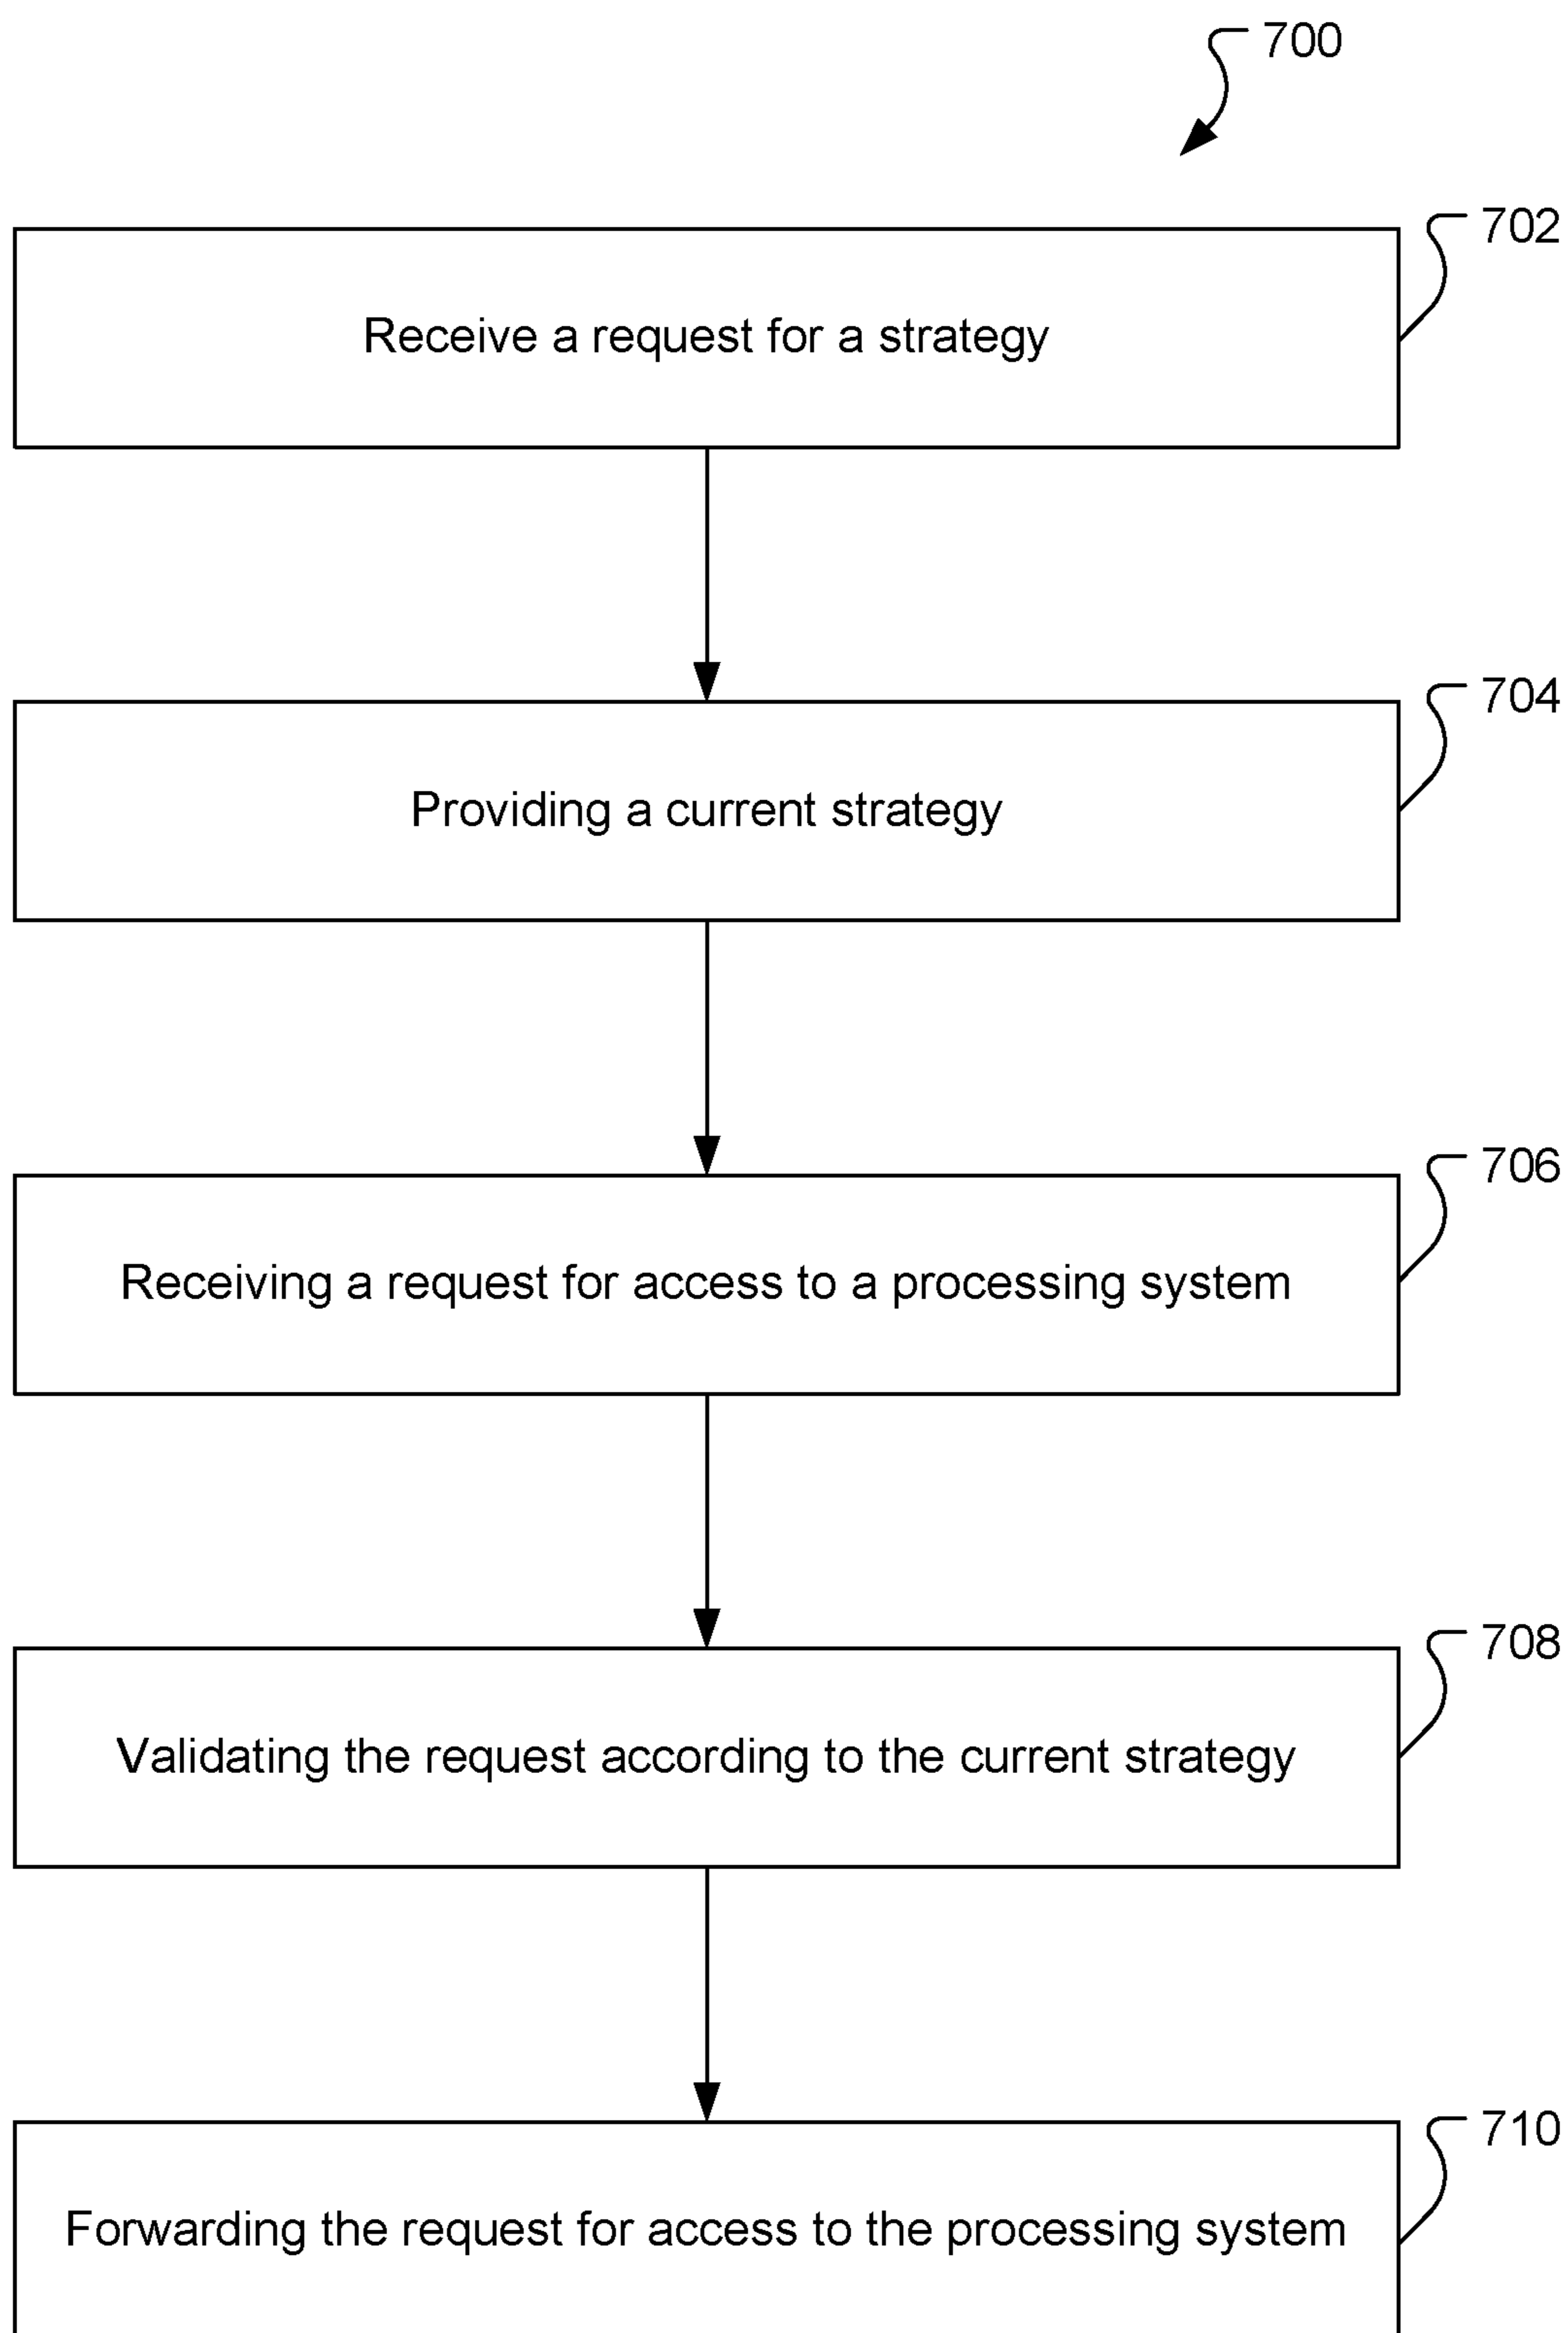 700
702
Receive a request for a strategy
704
Providing a current strategy
706
Receiving a request for access to a processing system
708
Validating the request according to the current strategy
710
Forwarding the request for access to the processing system